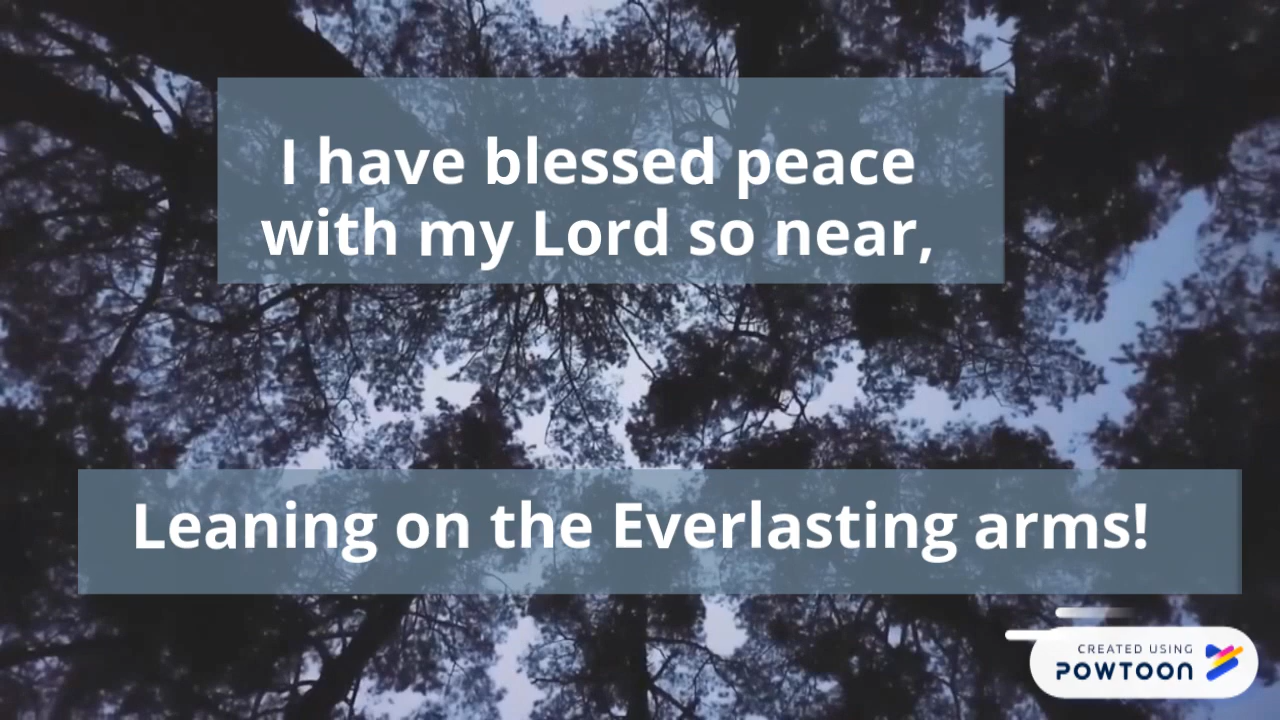 I have blessed peace
with my Lord so near,
Leaning on the Everlasting arms!
CREATED USING
POWTOON